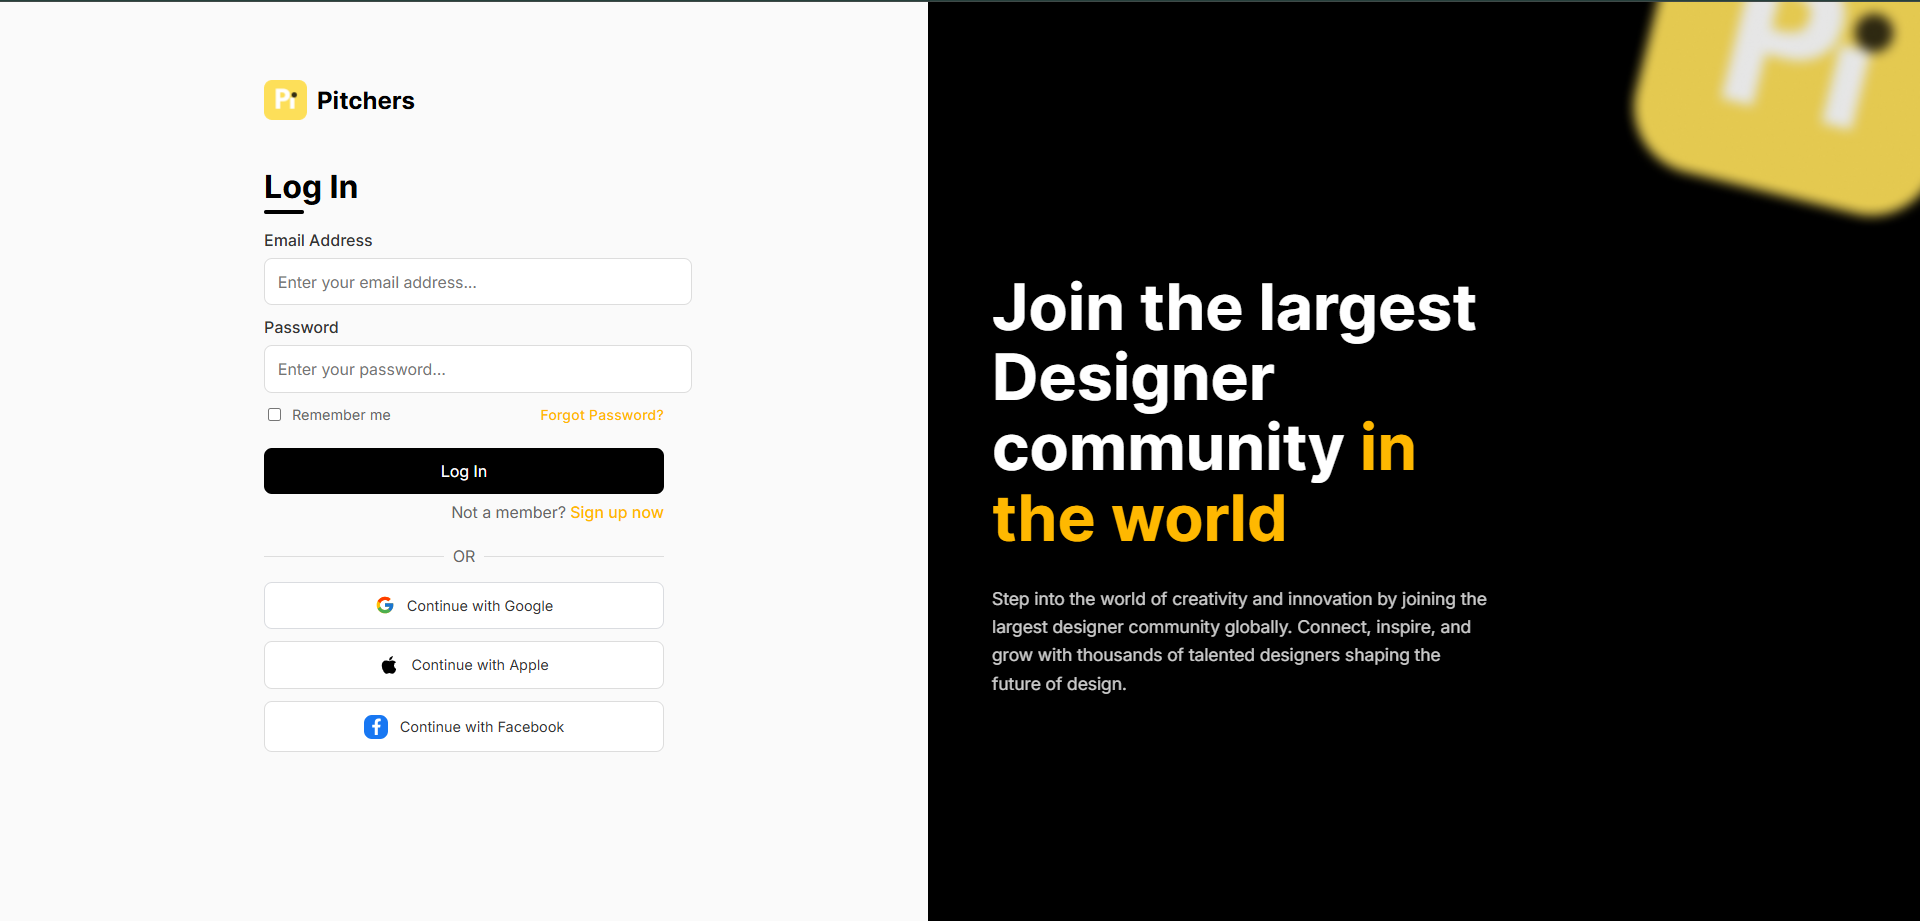 Pi Pitchers
Log In
Email Address
Enter your email address...
Password
Enter your password...
Remember me
Forgot Password?
Log In
Not a member? Sign up now
OR
Continue with Google
Continue with Apple
Continue with Facebook
Pi
Join the largest
Designer
community in
the world
Step into the world of creativity and innovation by joining the
largest designer community globally. Connect, inspire, and
grow with thousands of talented designers shaping the
future of design.